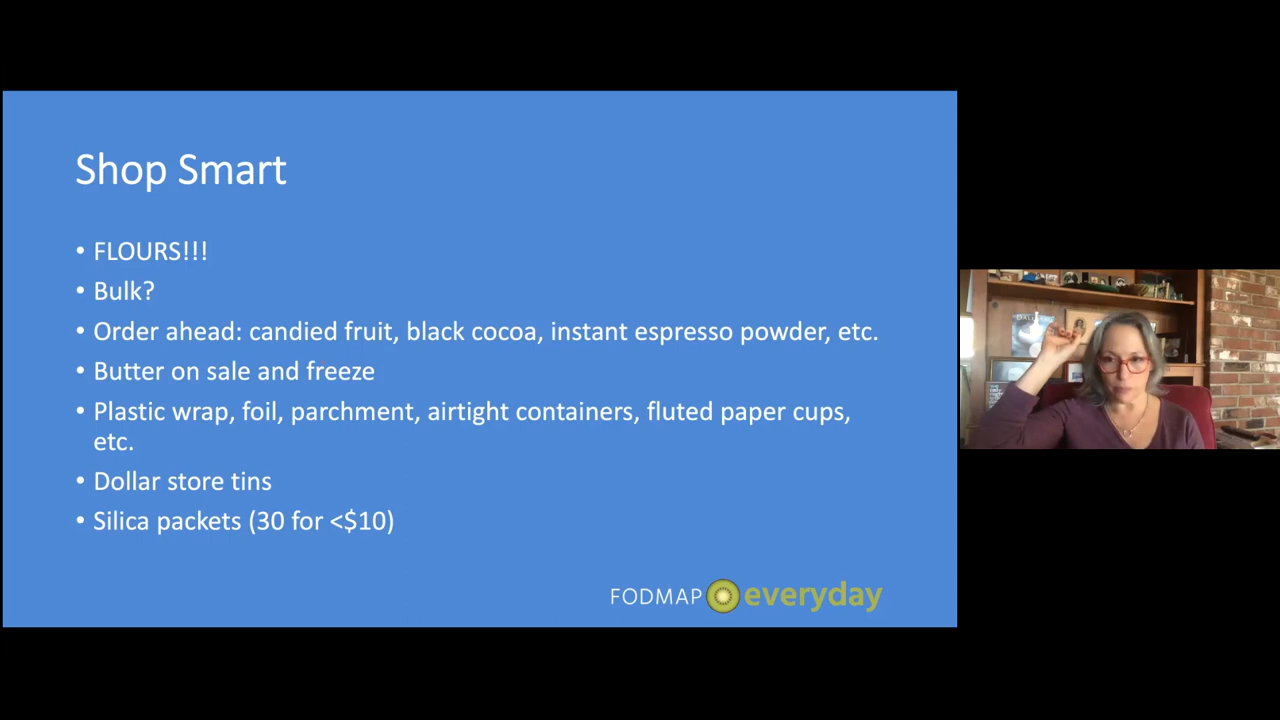 Shop Smart
• FLOURS!!!
• Bulk?
• Order ahead: candied fruit, black cocoa, instant espresso powder, etc.
• Butter on sale and freeze
• Plastic wrap, foil, parchment, airtight containers, fluted paper cups,
etc.
• Dollar store tins
• Silica packets (30 for <$10)
FODMAP everyday